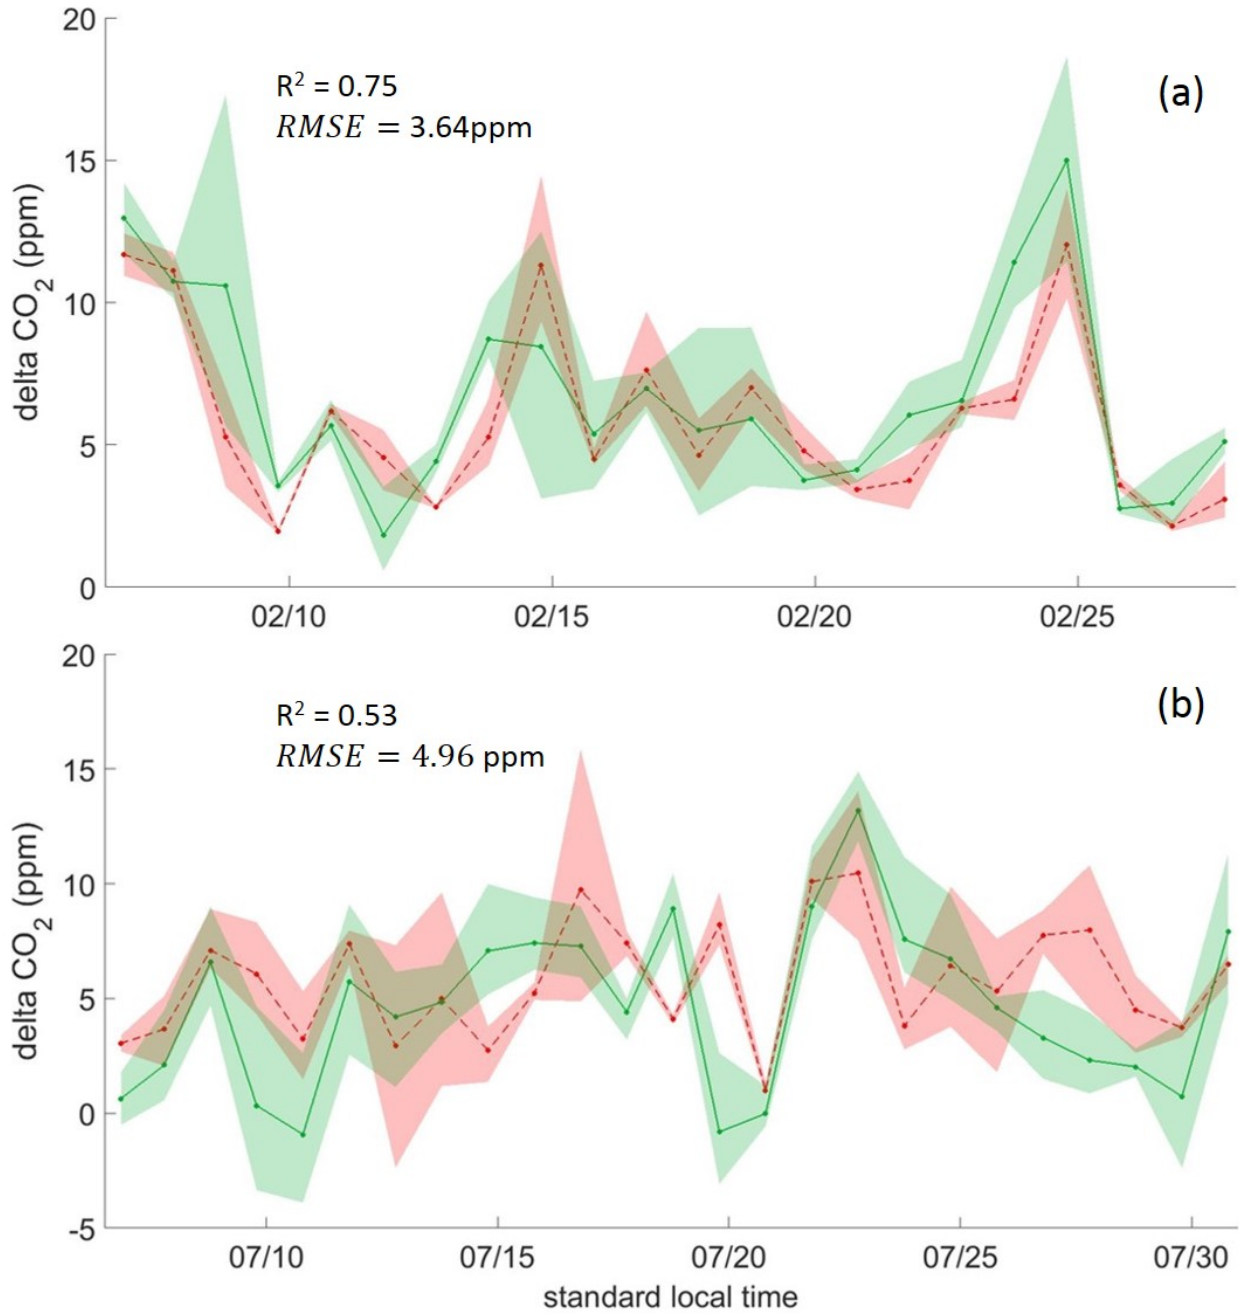 20
15
10
5
0
delta CO₂ (ppm)
R² = 0.75
RMSE = 3.64ppm
(a)
02/10 02/15 02/20 02/25
20
15
10
5
0
-5
delta CO₂ (ppm)
R² = 0.53
RMSE = 4.96 ppm
(b)
07/10 07/15 07/20 07/25 07/30
standard local time